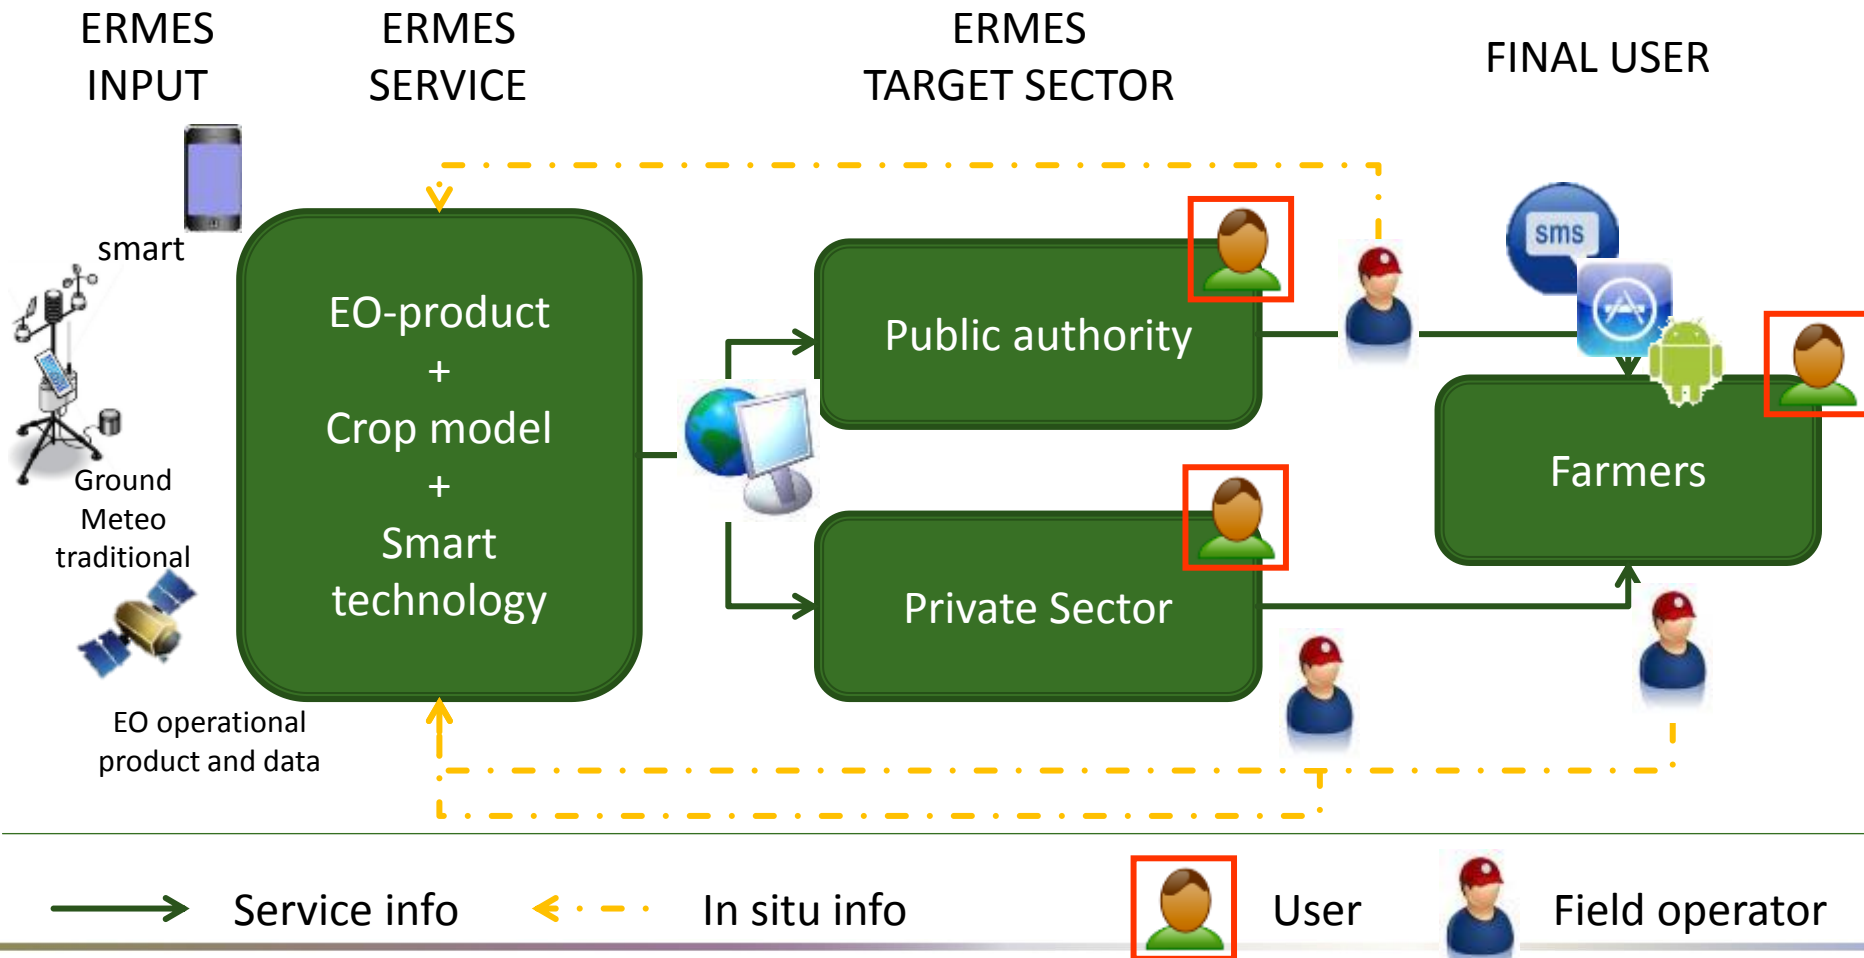 ERMES
INPUT
ERMES
SERVICE
ERMES
TARGET SECTOR
FINAL USER
smart
Ground
Meteo
traditional
EO operational
product and data
EO-product
+
Crop model
+
Smart
technology
Public authority
Private Sector
sms
Farmers
Service info
In situ info
User
Field operator